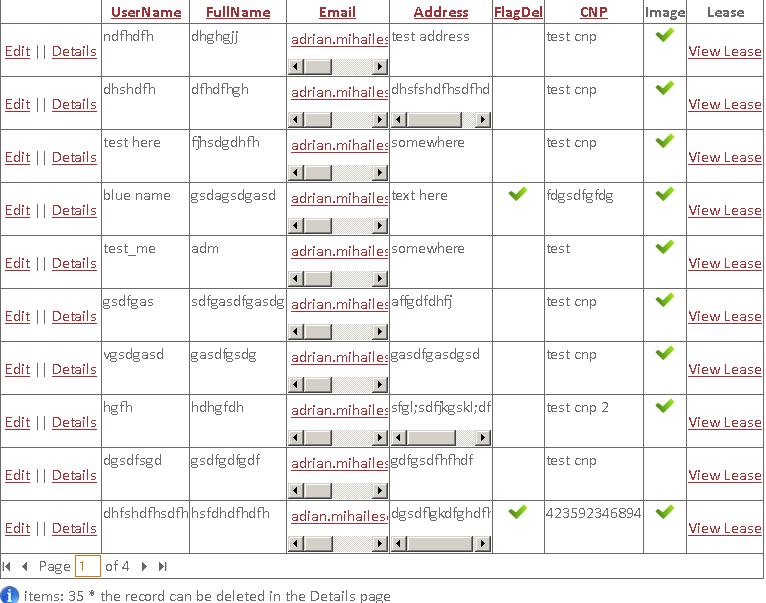 UserName FullName Email Address FlagDel CNP Image Lease
Edit || Details ndfhdfh dhghgjj adrian.mihailes test address test cnp View Lease
Edit || Details dhshdfh dfhdfhgh adrian.mihailes dhsfshdfhsdfhd test cnp View Lease
Edit || Details test here fjhsdgdhfh adrian.mihailes somewhere test cnp View Lease
Edit || Details blue name gsdagsdgasd adrian.mihailes text here fdgsdfgfdg View Lease
Edit || Details test_me adm adrian.mihailes somewhere test View Lease
Edit || Details gsdfgas sdfgasdfgasdg adrian.mihailes affgdfdhfj test cnp View Lease
Edit || Details vgsdgasd gasdfgsdg adrian.mihailes gasdfgasdgsd test cnp View Lease
Edit || Details hgfh hdhgfdh adrian.mihailes sfgl;sdfjkgskl;df test cnp 2 View Lease
Edit || Details dgsdfsgd gsdfgdfgdf adrian.mihailes gdfgsdfhfhdf test cnp View Lease
Edit || Details dhfshdfhsdfh hsfdhdfhdfh adian.mihailes dgsdflgkdfghdfh 423592346894 View Lease
Page 1 of 4
items: 35 * the record can be deleted in the Details page